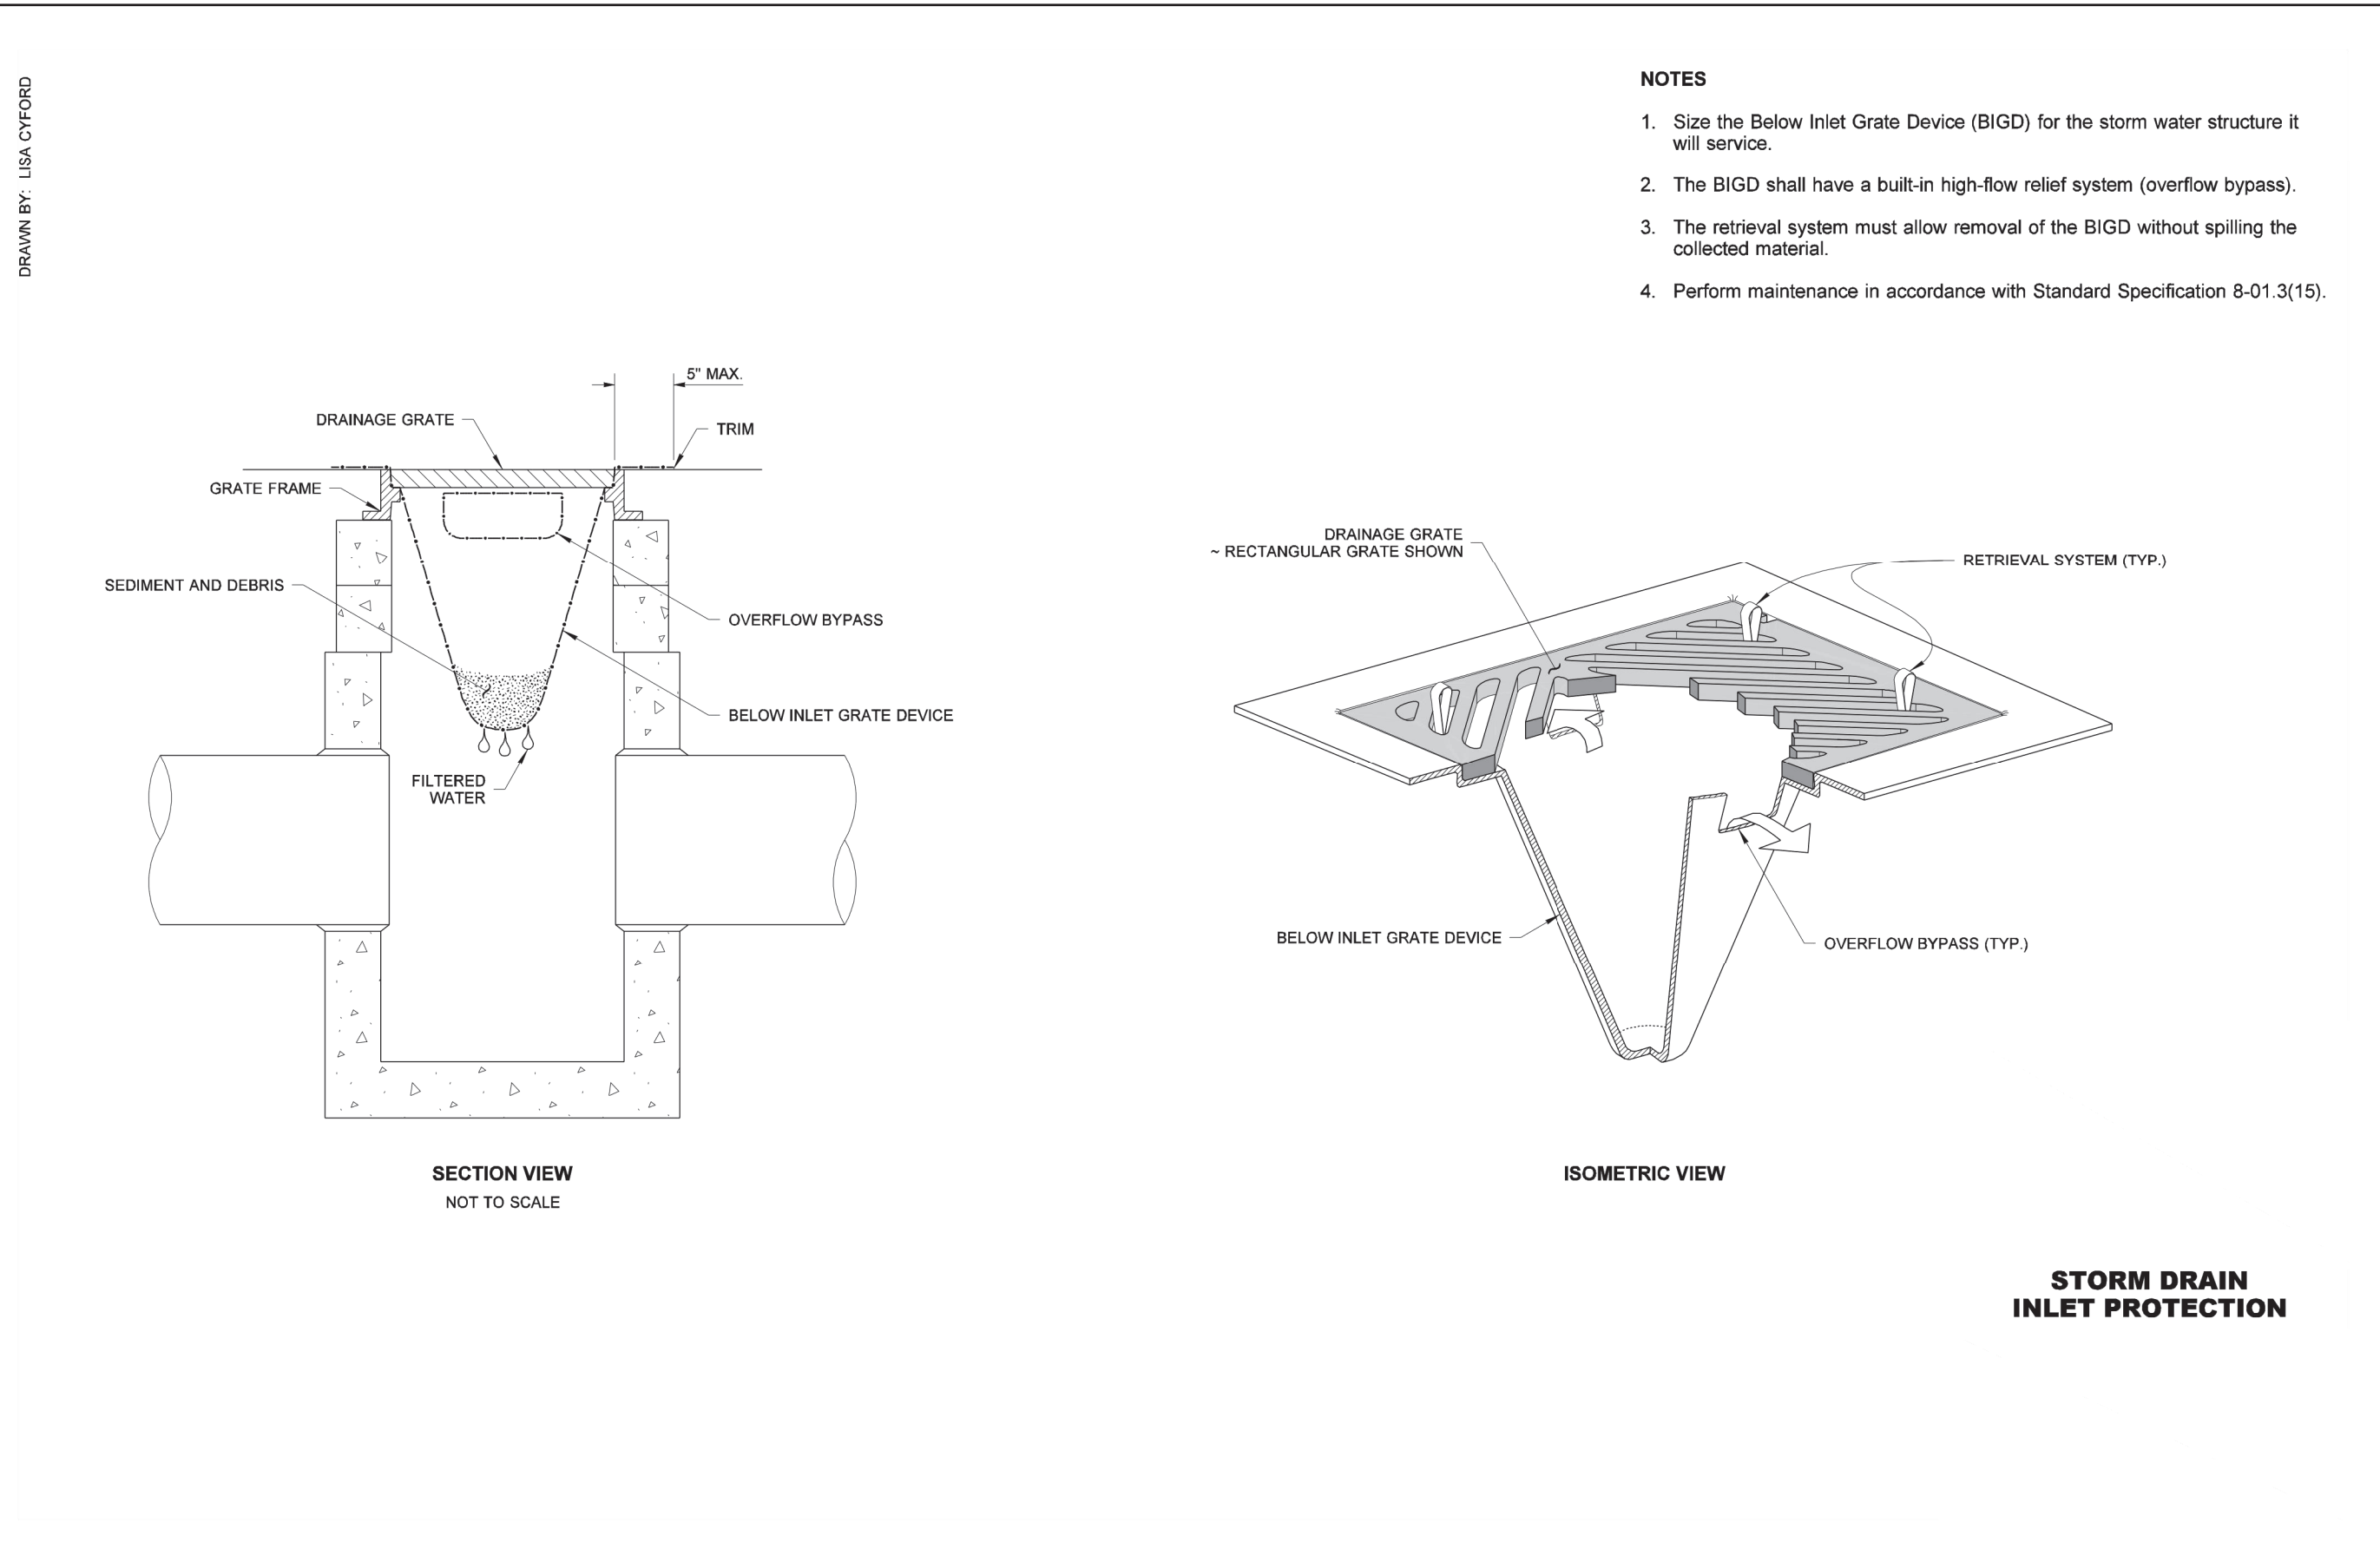 DRAWN BY: LISA CYFORD
NOTES
1. Size the Below Inlet Grate Device (BIGD) for the storm water structure it
will service.
2. The BIGD shall have a built-in high-flow relief system (overflow bypass).
3. The retrieval system must allow removal of the BIGD without spilling the
collected material.
4. Perform maintenance in accordance with Standard Specification 8-01.3(15).
5" MAX.
DRAINAGE GRATE
TRIM
GRATE FRAME
SEDIMENT AND DEBRIS
OVERFLOW BYPASS
BELOW INLET GRATE DEVICE
FILTERED
WATER
SECTION VIEW
NOT TO SCALE
DRAINAGE GRATE
~ RECTANGULAR GRATE SHOWN
RETRIEVAL SYSTEM (TYP.)
BELOW INLET GRATE DEVICE
OVERFLOW BYPASS (TYP.)
ISOMETRIC VIEW
STORM DRAIN
INLET PROTECTION